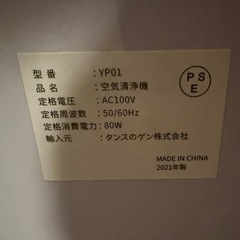 型番 : YP01
品名 : 空気清浄機
定格電圧 : AC100V
定格周波数 : 50/60Hz
定格消費電力 : 80W
輸入元 : タンスのゲン株式会社
PSE
MADE IN CHINA
2021年製